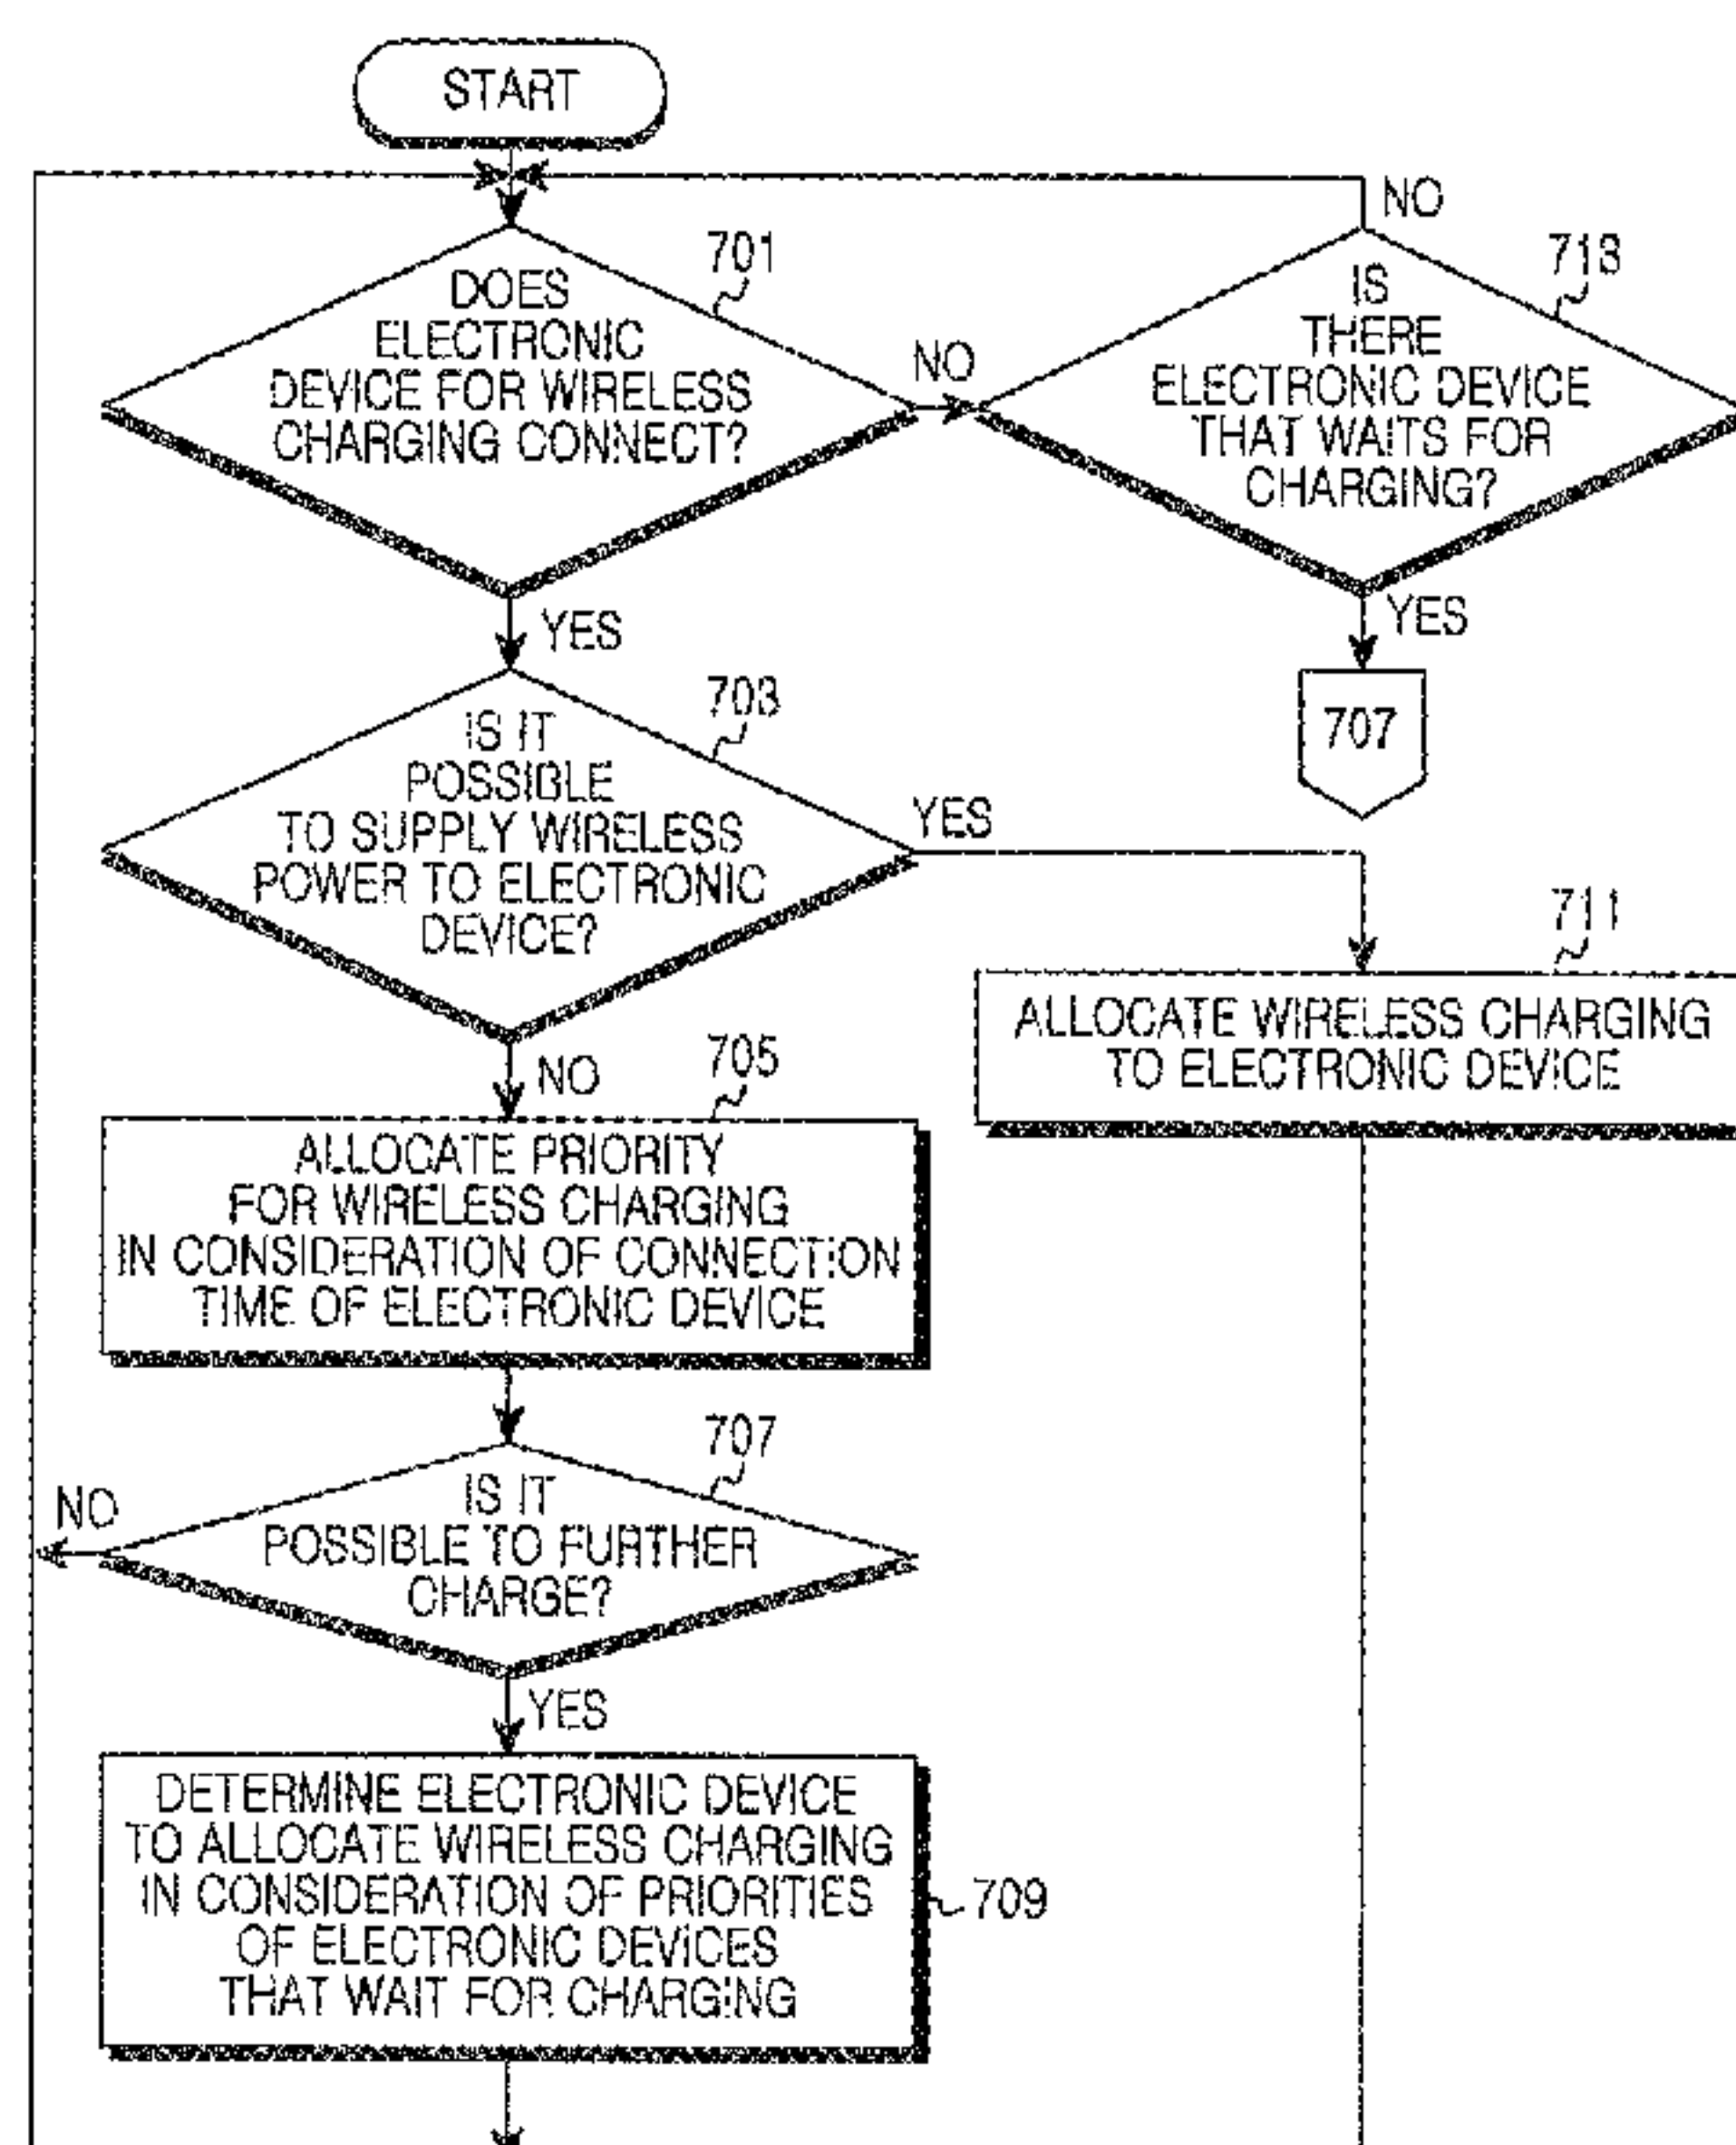 START
NO
701
DOES
ELECTRONIC
DEVICE FOR WIRELESS
CHARGING CONNECT?
NO
713
IS
THERE
ELECTRONIC DEVICE
THAT WAITS FOR
CHARGING?
YES
YES
707
703
IS IT
POSSIBLE
TO SUPPLY WIRELESS
POWER TO ELECTRONIC
DEVICE?
YES
711
ALLOCATE WIRELESS CHARGING
TO ELECTRONIC DEVICE
NO
705
ALLOCATE PRIORITY
FOR WIRELESS CHARGING
IN CONSIDERATION OF CONNECTION
TIME OF ELECTRONIC DEVICE
707
NO
IS IT
POSSIBLE TO FURTHER
CHARGE?
YES
DETERMINE ELECTRONIC DEVICE
TO ALLOCATE WIRELESS CHARGING
IN CONSIDERATION OF PRIORITIES
OF ELECTRONIC DEVICES
THAT WAIT FOR CHARGING
709